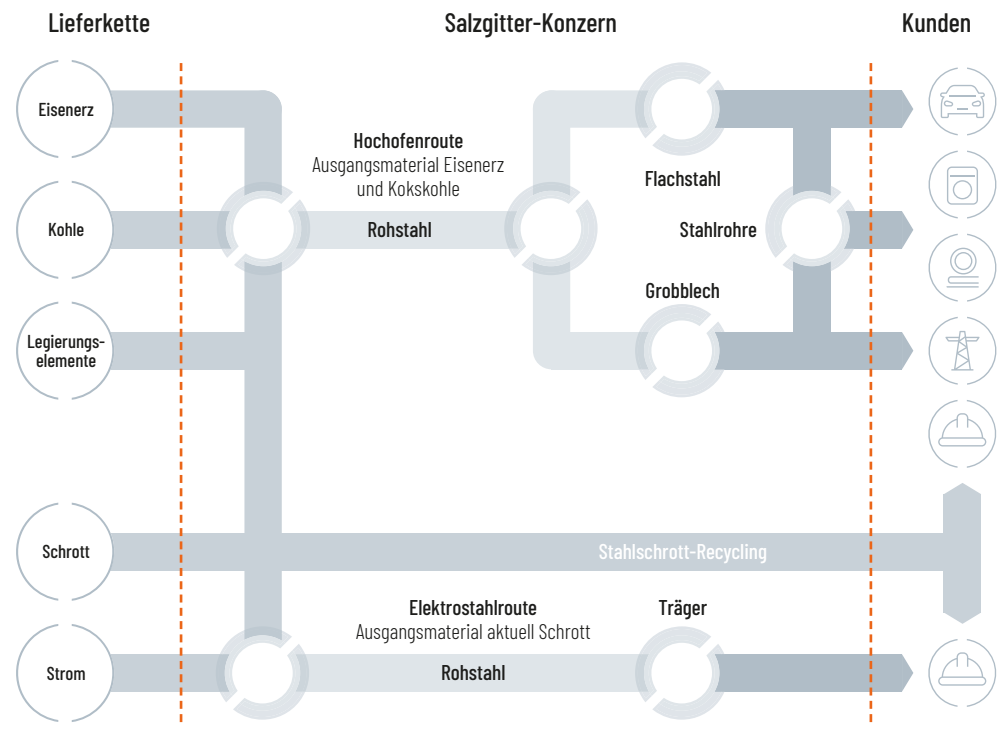 Lieferkette
Salzgitter-Konzern
Kunden
Eisenerz
Hochofenroute
Ausgangsmaterial Eisenerz
und Kokskohle
Flachstahl
Kohle
Rohstahl
Stahlrohre
Grobblech
Legierungs-
elemente
Schrott
Stahlschrott-Recycling
Elektrostahlroute
Ausgangsmaterial aktuell Schrott
Träger
Strom
Rohstahl